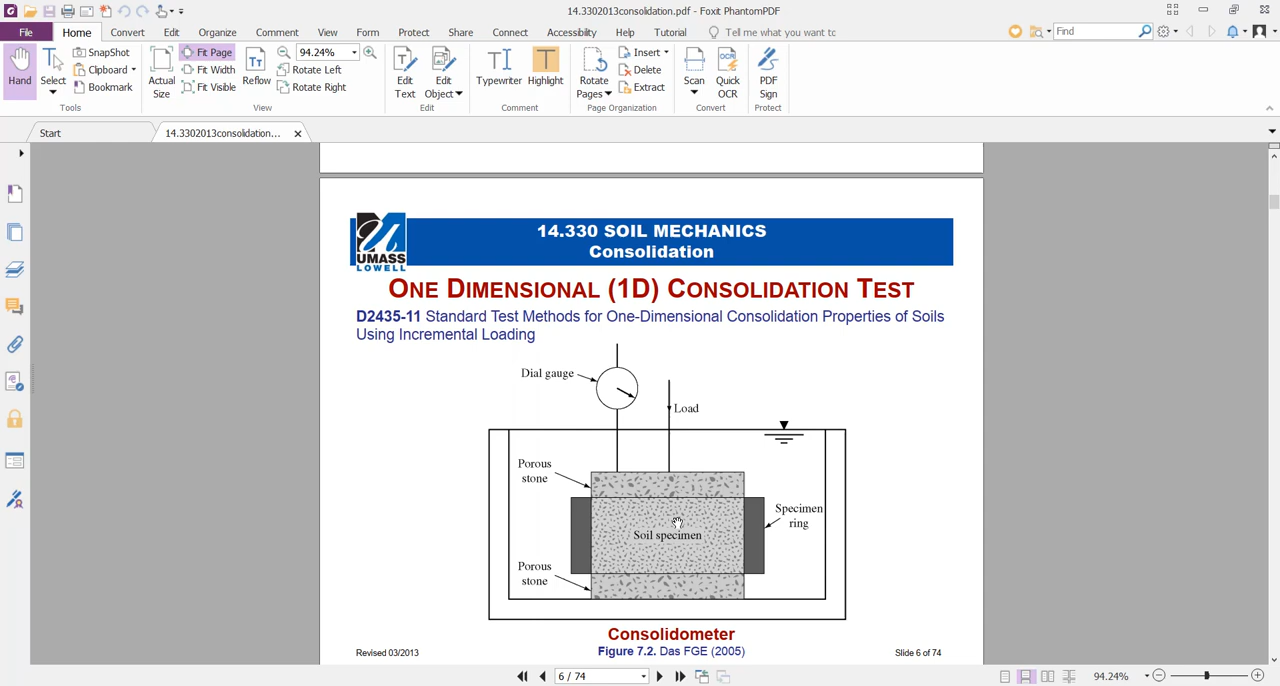 14.3302013consolidation.pdf - Foxit PhantomPDF
File Home Convert Edit Organize Comment View Form Protect Share Connect Accessibility Help Tutorial Tell me what you want tc Find
Hand
Select
SnapShot
Clipboard
Bookmark
Tools
Actual Size
Fit Page
Fit Width
Fit Visible
Reflow
94.24%
Rotate Left
Rotate Right
View
Edit Text
Edit Object
Edit
Typewriter
Highlight
Comment
Rotate Pages
Insert
Delete
Extract
Page Organization
Scan
Quick OCR
Convert
PDF Sign
Protect
Start
14.3302013consolidation...
UMASS
LOWELL
14.330 SOIL MECHANICS
Consolidation
ONE DIMENSIONAL (1D) CONSOLIDATION TEST
D2435-11 Standard Test Methods for One-Dimensional Consolidation Properties of Soils
Using Incremental Loading
Dial gauge
Load
Porous
stone
Specimen
ring
Soil specimen
Porous
stone
Consolidometer
Figure 7.2. Das FGE (2005)
Revised 03/2013
Slide 6 of 74
6 / 74
94.24%